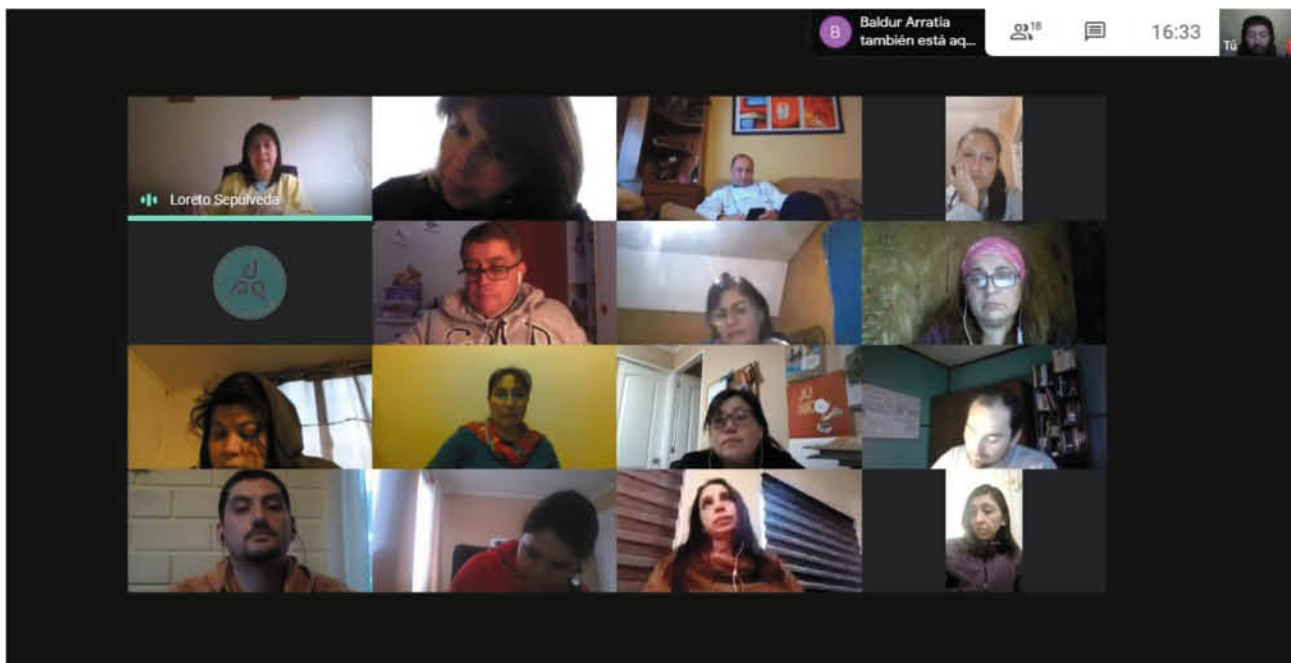 B
Baldur Arratia
también está aq...
18
16:33
Tú
Loreto Sepúlveda